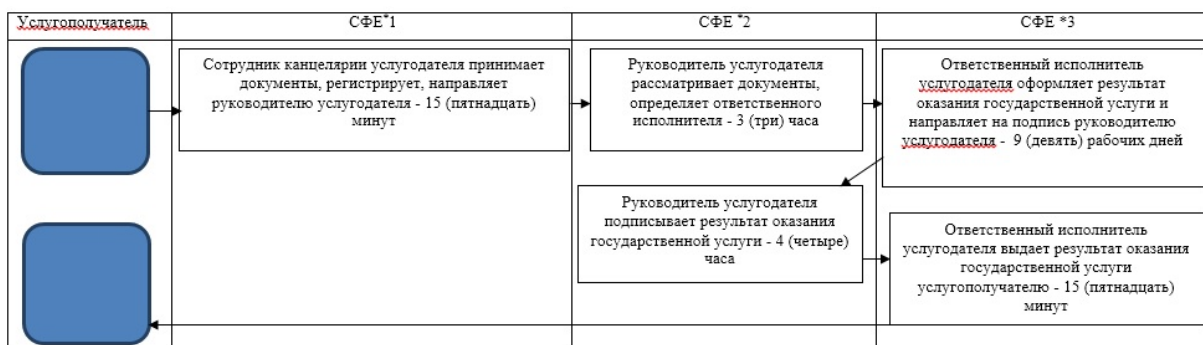 Услугополучатель
СФЕ*1
СФЕ *2
СФЕ *3
Сотрудник канцелярии услугодателя принимает
документы, регистрирует, направляет
руководителю услугодателя - 15 (пятнадцать)
минут
Руководитель услугодателя
рассматривает документы,
определяет ответственного
исполнителя - 3 (три) часа
Ответственный исполнитель
услугодателя оформляет результат
оказания государственной услуги и
направляет на подпись руководителю
услугодателя - 9 (девять) рабочих дней
Руководитель услугодателя
подписывает результат оказания
государственной услуги - 4 (четыре)
часа
Ответственный исполнитель
услугодателя выдает результат оказания
государственной услуги
услугополучателю - 15 (пятнадцать)
минут